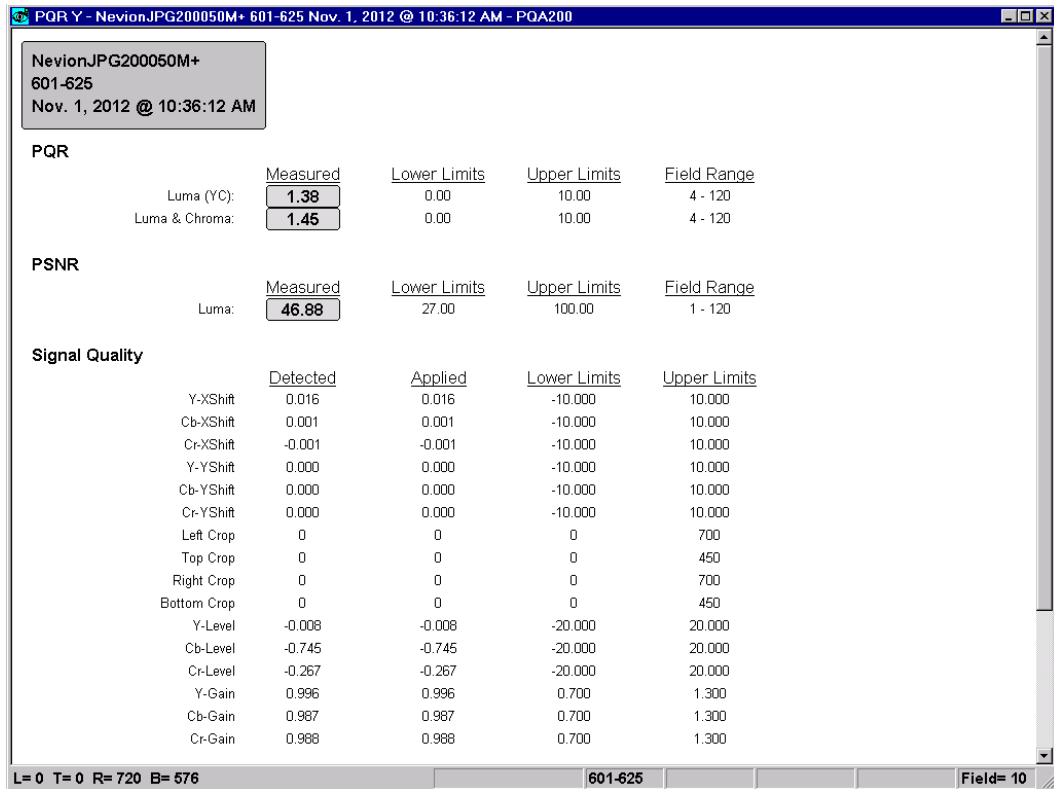 PQR Y - NevionJPG200050M+ 601-625 Nov. 1, 2012 @ 10:36:12 AM - PQA200
NevionJPG200050M+
601-625
Nov. 1, 2012 @ 10:36:12 AM
PQR
Measured Lower Limits Upper Limits Field Range
Luma (YC): 1.38 0.00 10.00 4 - 120
Luma & Chroma: 1.45 0.00 10.00 4 - 120
PSNR
Measured Lower Limits Upper Limits Field Range
Luma: 46.88 27.00 100.00 1 - 120
Signal Quality
Detected Applied Lower Limits Upper Limits
Y-XShift 0.016 0.016 -10.000 10.000
Cb-XShift 0.001 0.001 -10.000 10.000
Cr-XShift -0.001 -0.001 -10.000 10.000
Y-YShift 0.000 0.000 -10.000 10.000
Cb-YShift 0.000 0.000 -10.000 10.000
Cr-YShift 0.000 0.000 -10.000 10.000
Left Crop 0 0 0 700
Top Crop 0 0 0 450
Right Crop 0 0 0 700
Bottom Crop 0 0 0 450
Y-Level -0.008 -0.008 -20.000 20.000
Cb-Level -0.745 -0.745 -20.000 20.000
Cr-Level -0.267 -0.267 -20.000 20.000
Y-Gain 0.996 0.996 0.700 1.300
Cb-Gain 0.987 0.987 0.700 1.300
Cr-Gain 0.988 0.988 0.700 1.300
L= 0 T= 0 R= 720 B= 576 601-625 Field= 10